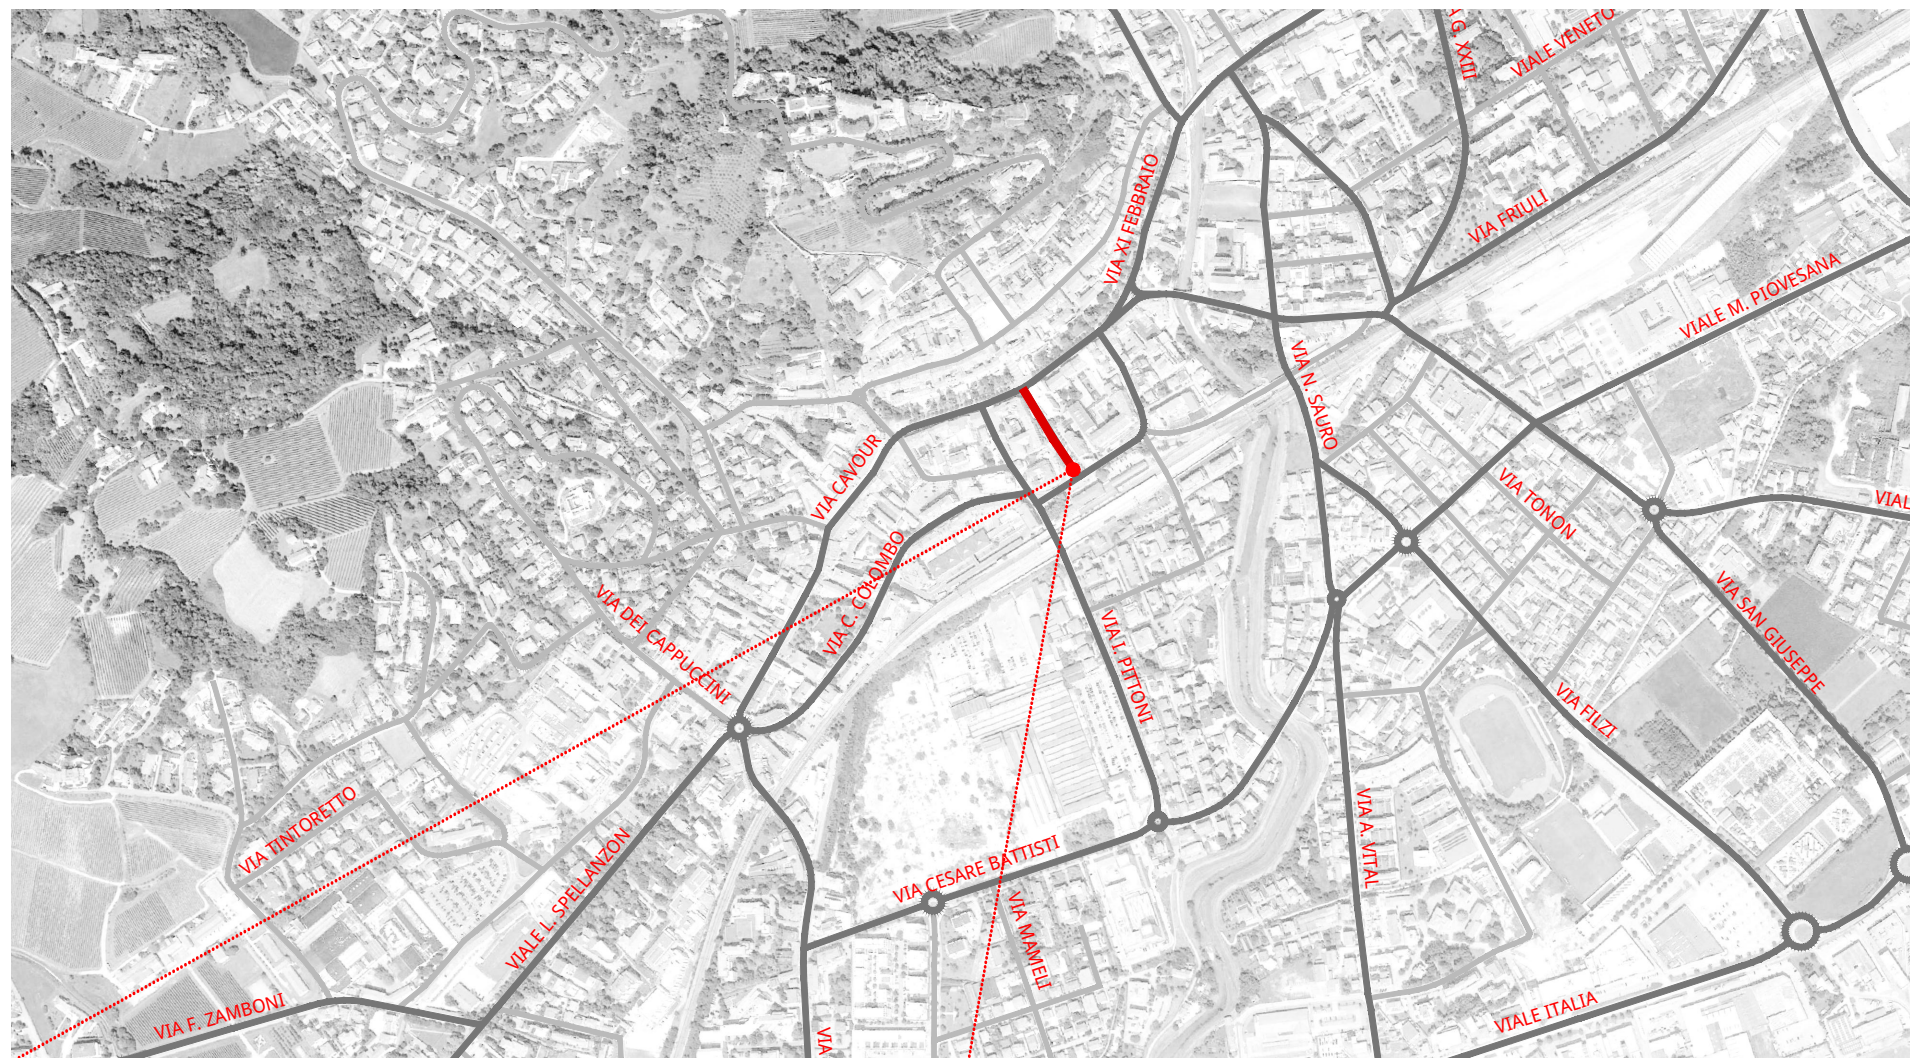 G. XXIII
VIALE VENETO
VIA XI FEBBRAIO
VIA FRIULI
VIALE M. PIOVESANA
VIA N. SAURO
VIA CAVOUR
VIA TONON
VIAL
VIA C. COLOMBO
VIA DEI CAPPUCCINI
VIA I. PITTONI
VIA SAN GIUSEPPE
VIA FILZI
VIA TINTORETTO
VIALE L. SPELLANZON
VIA CESARE BATTISTI
VIA A. VITAL
VIA MAMELI
VIA F. ZAMBONI
VIALE ITALIA
VIA